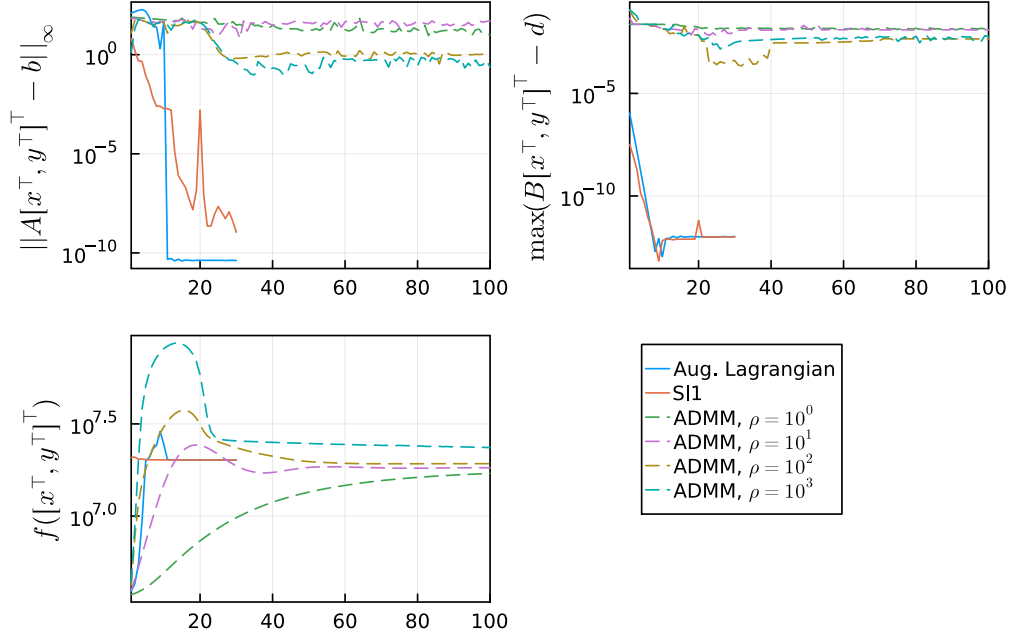 ||A[x^⊤, y^⊤]^⊤ − b||_∞
10^0
10^−5
10^−10
20 40 60 80 100
max(B[x^⊤, y^⊤]^⊤ − d)
10^−5
10^−10
20 40 60 80 100
f([x^⊤, y^⊤]^⊤)
10^7.5
10^7.0
20 40 60 80 100
Aug. Lagrangian
Sl1
ADMM, ρ = 10^0
ADMM, ρ = 10^1
ADMM, ρ = 10^2
ADMM, ρ = 10^3